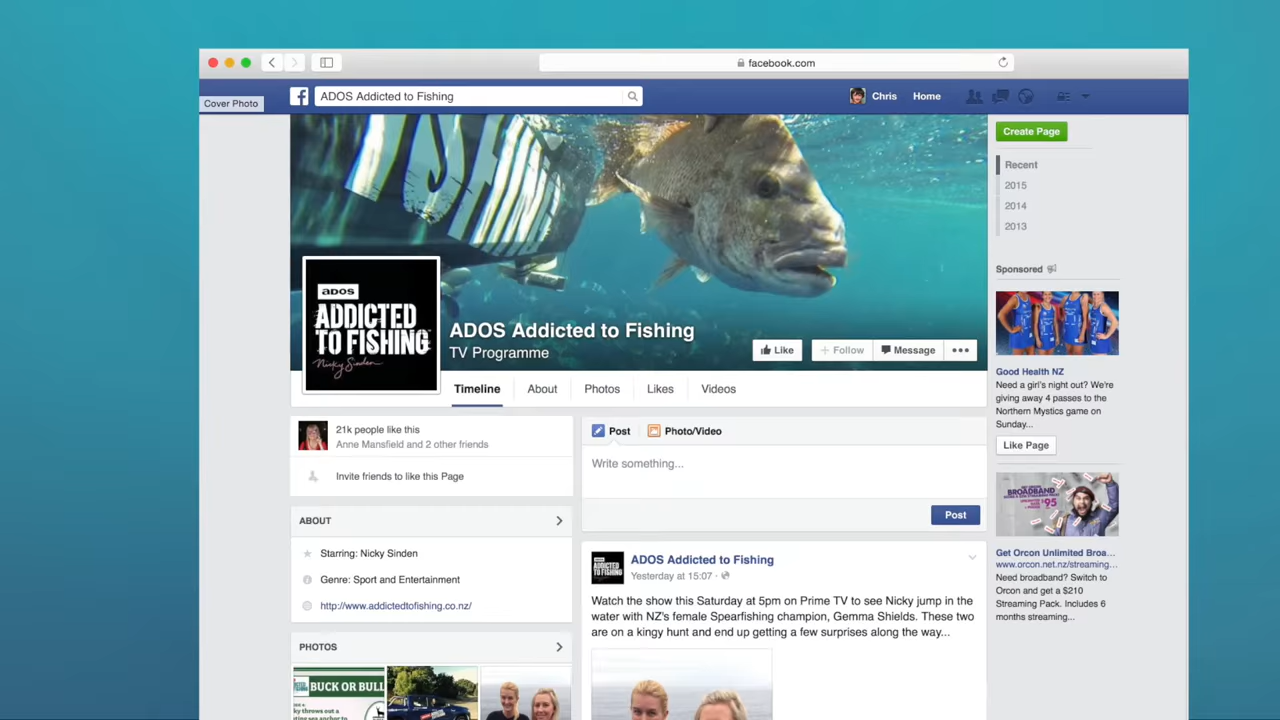 facebook.com
Cover Photo
ADOS Addicted to Fishing
Chris
Home
Create Page
Recent
2015
2014
2013
ADOS
ADDICTED
TO FISHING
Nicky Sinden
ADOS Addicted to Fishing
TV Programme
Like
Follow
Message
Timeline
About
Photos
Likes
Videos
Sponsored
Good Health NZ
Need a girl's night out? We're
giving away 4 passes to the
Northern Mystics game on
Sunday...
Like Page
21k people like this
Anne Mansfield and 2 other friends
Invite friends to like this Page
Post
Photo/Video
Write something...
Post
ABOUT
Starring: Nicky Sinden
Genre: Sport and Entertainment
http://www.addictedtofishing.co.nz/
ADDICTED
TO FISHING
ADOS Addicted to Fishing
Yesterday at 15:07
Watch the show this Saturday at 5pm on Prime TV to see Nicky jump in the
water with NZ's female Spearfishing champion, Gemma Shields. These two
are on a kingy hunt and end up getting a few surprises along the way...
BROADBAND
$95
Get Orcon Unlimited Broa...
www.orcon.net.nz/streaming...
Need broadband? Switch to
Orcon and get a $210
Streaming Pack. Includes 6
months streaming...
PHOTOS
BUCK OR BULL